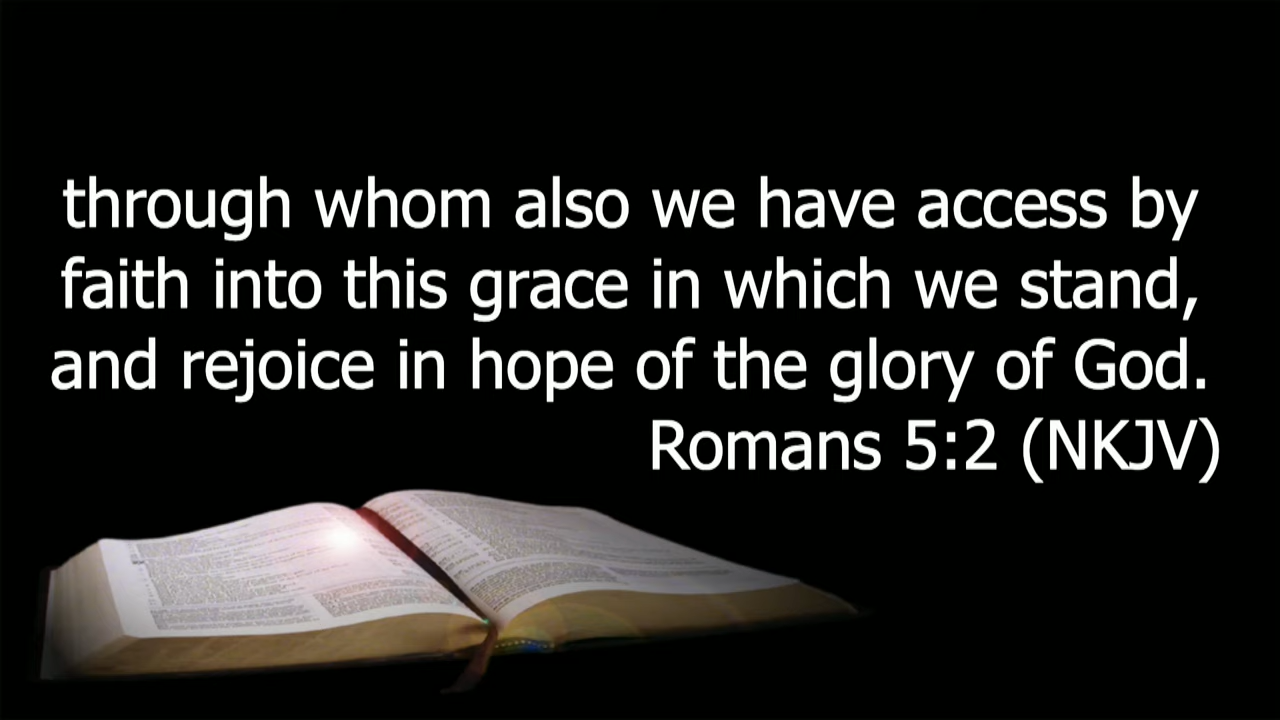 through whom also we have access by
faith into this grace in which we stand,
and rejoice in hope of the glory of God.
Romans 5:2 (NKJV)